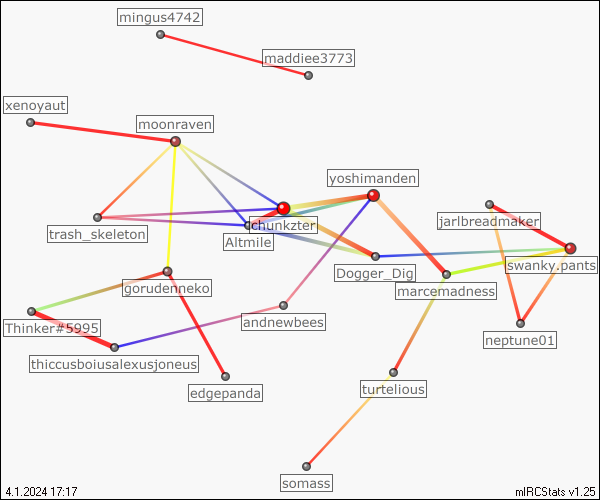 mingus4742
maddiee3773
xenoyaut
moonraven
yoshimanden
jarlbreadmaker
chunkzter
trash_skeleton
Altmile
swanky.pants
Dogger_Dig
gorudenneko
marcemadness
Thinker#5995
andnewbees
neptune01
thiccusboiusalexusjoneus
edgepanda
turtelious
somass
4.1.2024 17:17
mIRCStats v1.25